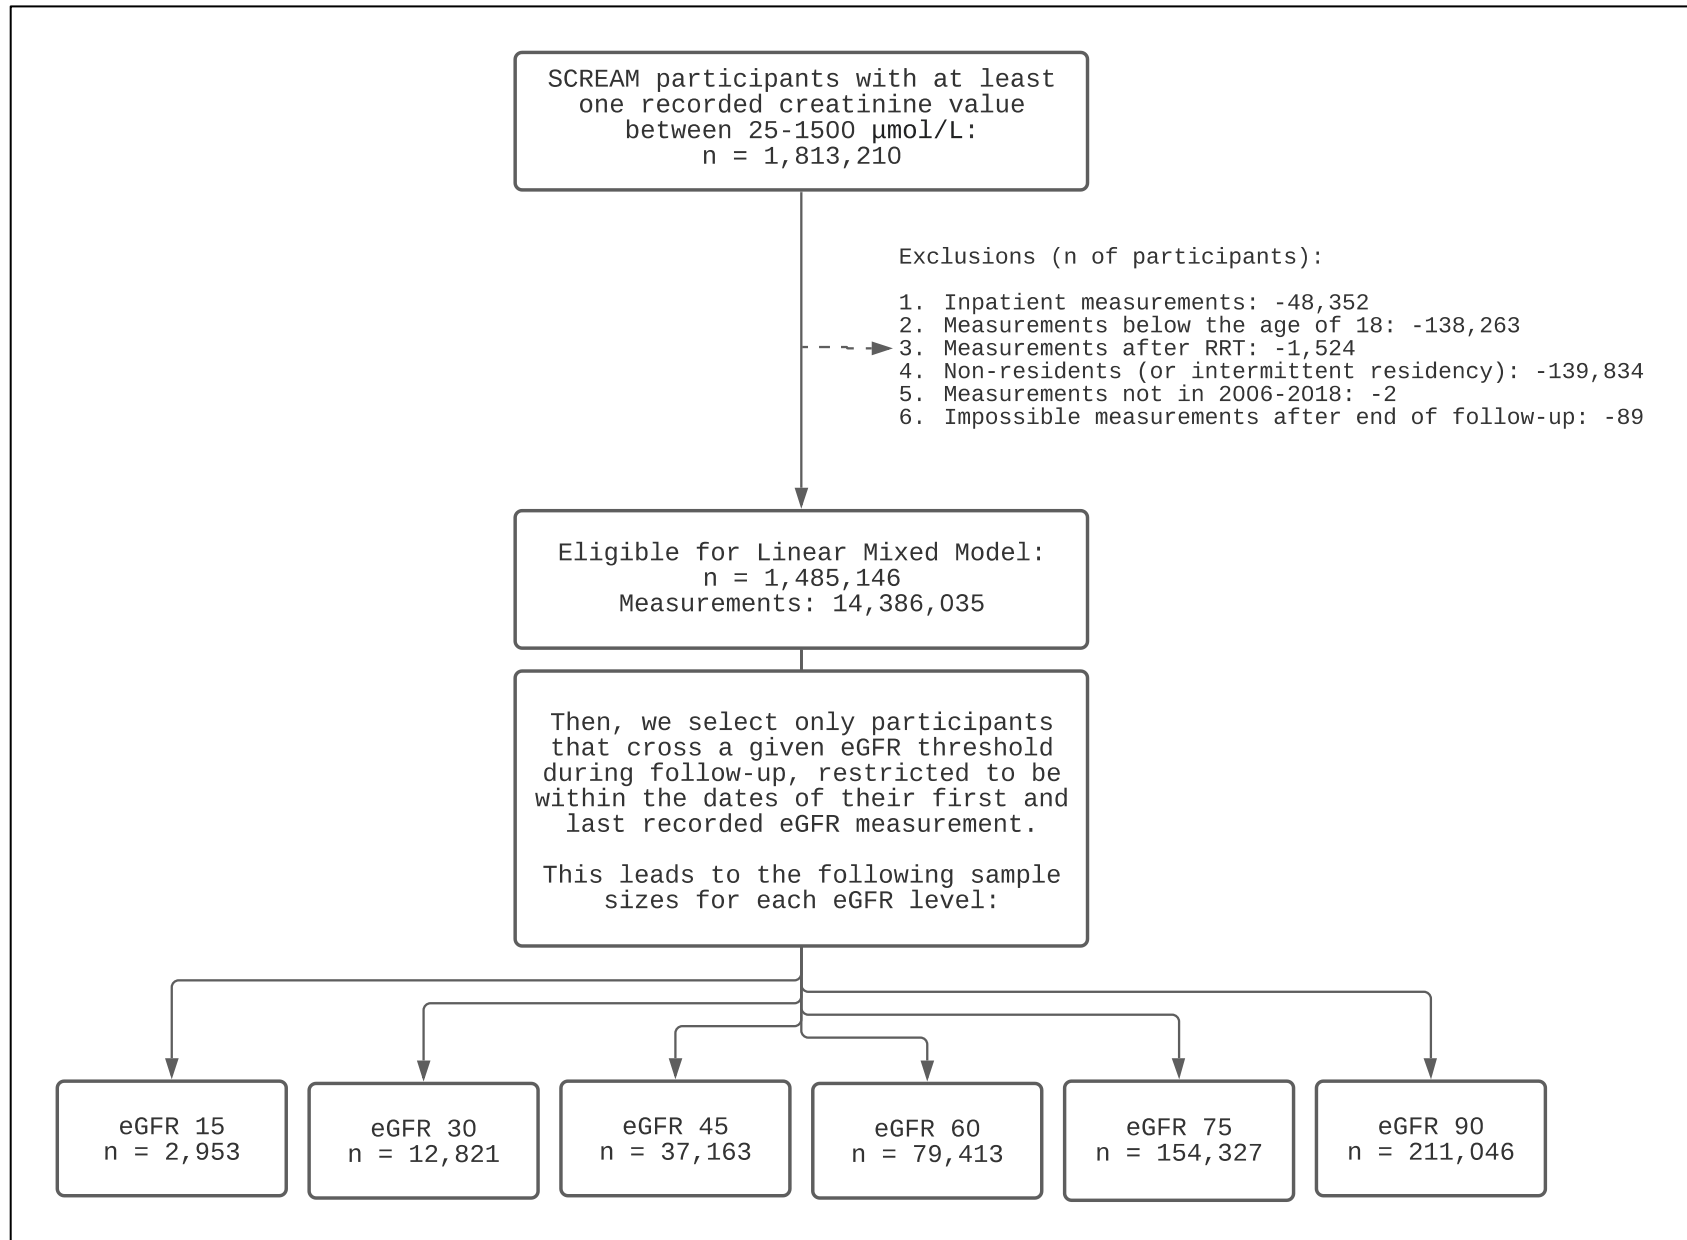 SCREAM participants with at least
one recorded creatinine value
between 25-1500 µmol/L:
n = 1,813,210
Exclusions (n of participants):
1. Inpatient measurements: -48,352
2. Measurements below the age of 18: -138,263
3. Measurements after RRT: -1,524
4. Non-residents (or intermittent residency): -139,834
5. Measurements not in 2006-2018: -2
6. Impossible measurements after end of follow-up: -89
Eligible for Linear Mixed Model:
n = 1,485,146
Measurements: 14,386,035
Then, we select only participants
that cross a given eGFR threshold
during follow-up, restricted to be
within the dates of their first and
last recorded eGFR measurement.
This leads to the following sample
sizes for each eGFR level:
eGFR 15
n = 2,953
eGFR 30
n = 12,821
eGFR 45
n = 37,163
eGFR 60
n = 79,413
eGFR 75
n = 154,327
eGFR 90
n = 211,046